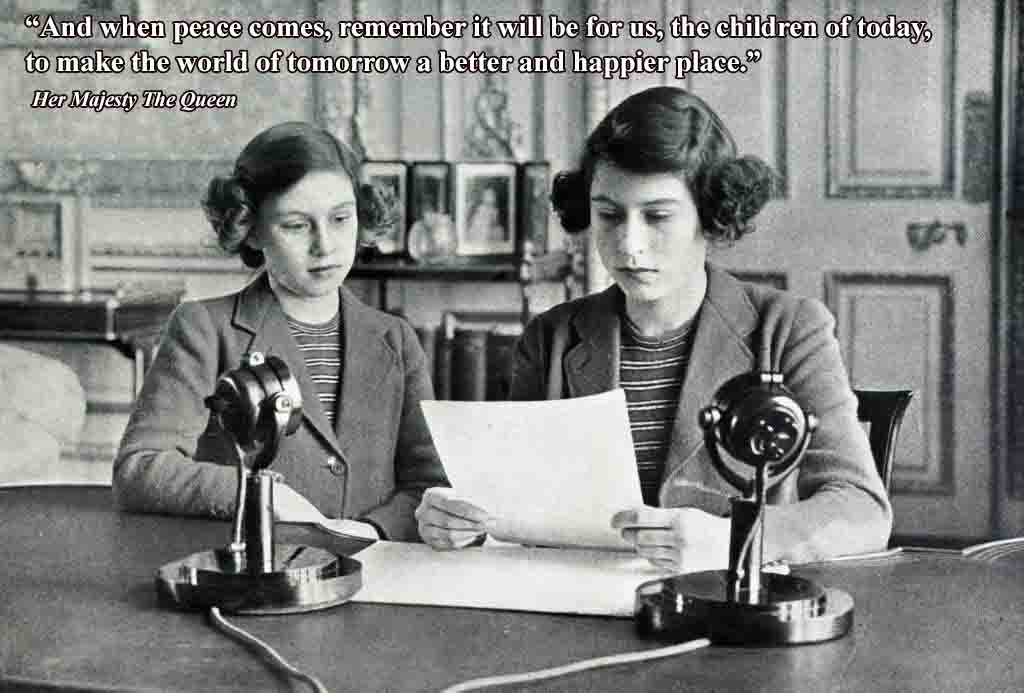 “And when peace comes, remember it will be for us, the children of today,
to make the world of tomorrow a better and happier place.”
Her Majesty The Queen